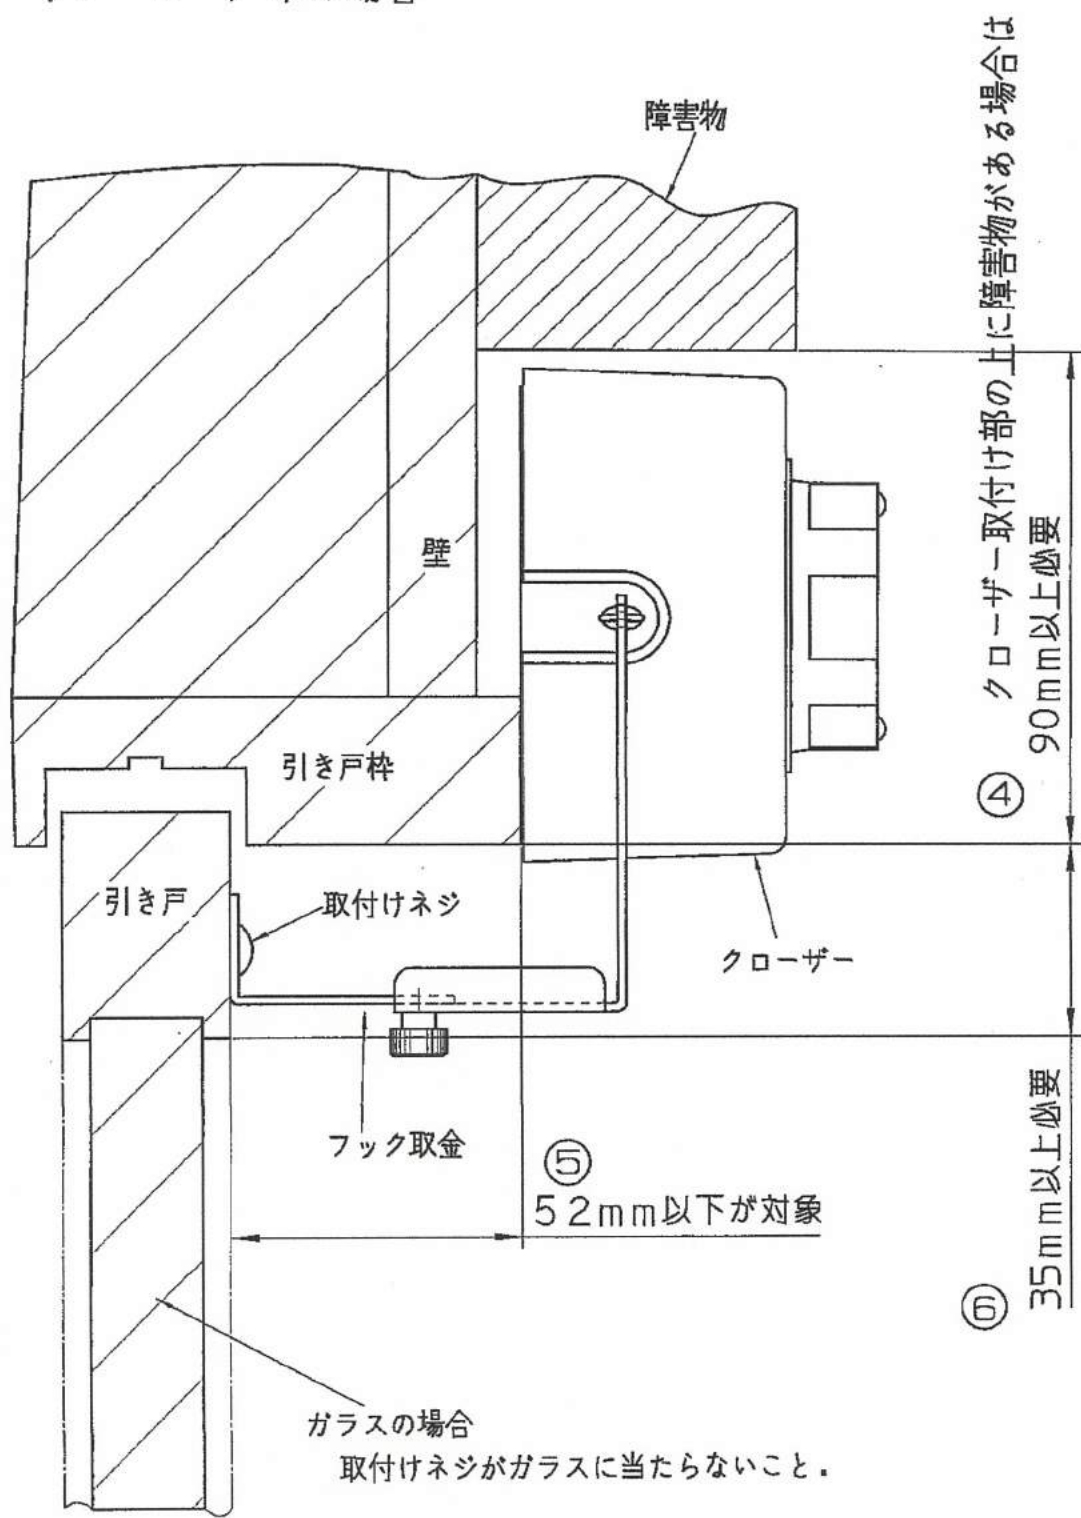 障害物
クローザー取付け部の上に障害物がある場合は
90mm以上必要
④
壁
引き戸枠
引き戸
取付けネジ
クローザー
フック取金
⑤
52mm以下が対象
35mm以上必要
⑥
ガラスの場合
取付けネジがガラスに当たらないこと.